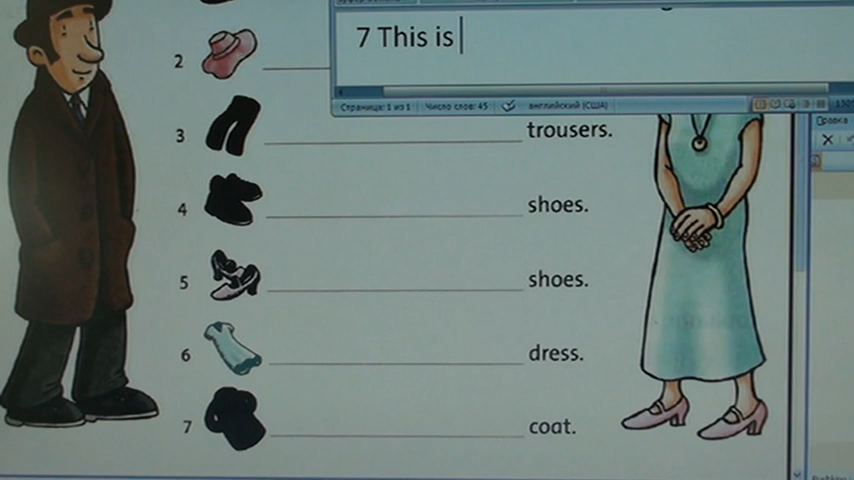 7 This is
Страница: 1 из 1 Число слов: 45 английский (США)
2
3 trousers.
Правка
4 shoes.
5 shoes.
6 dress.
7 coat.